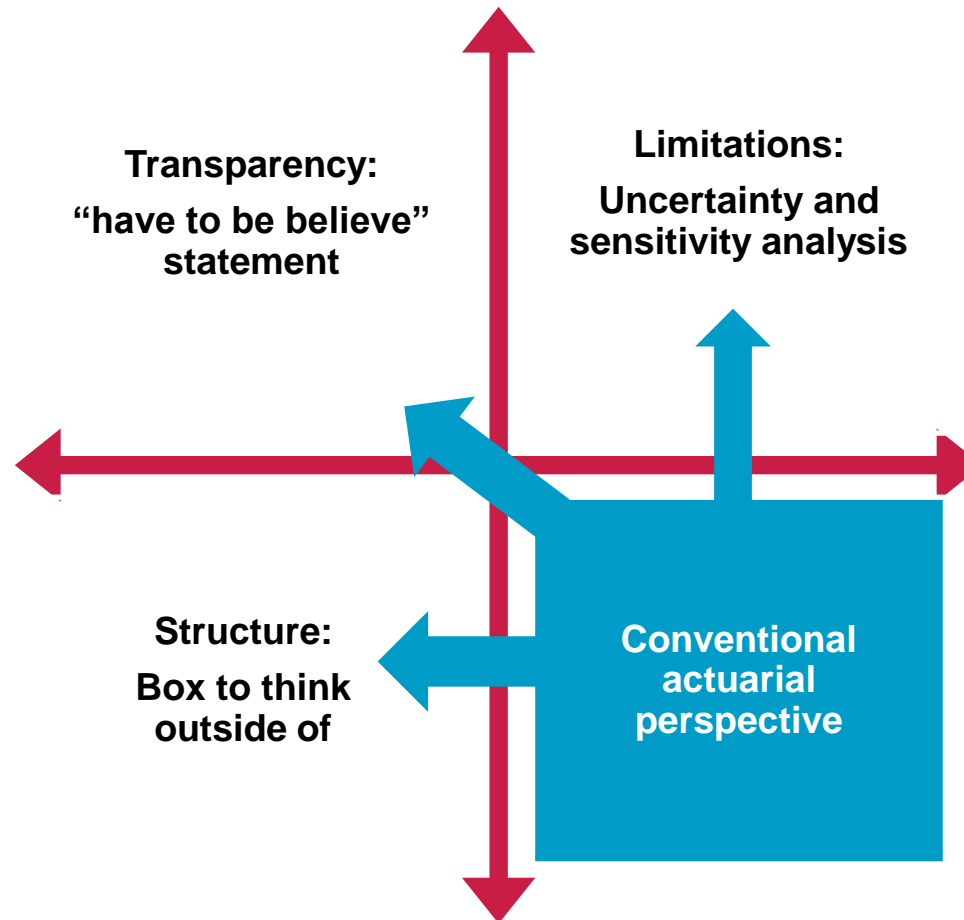 Transparency:
“have to be believe”
statement
Limitations:
Uncertainty and
sensitivity analysis
Structure:
Box to think
outside of
Conventional
actuarial
perspective